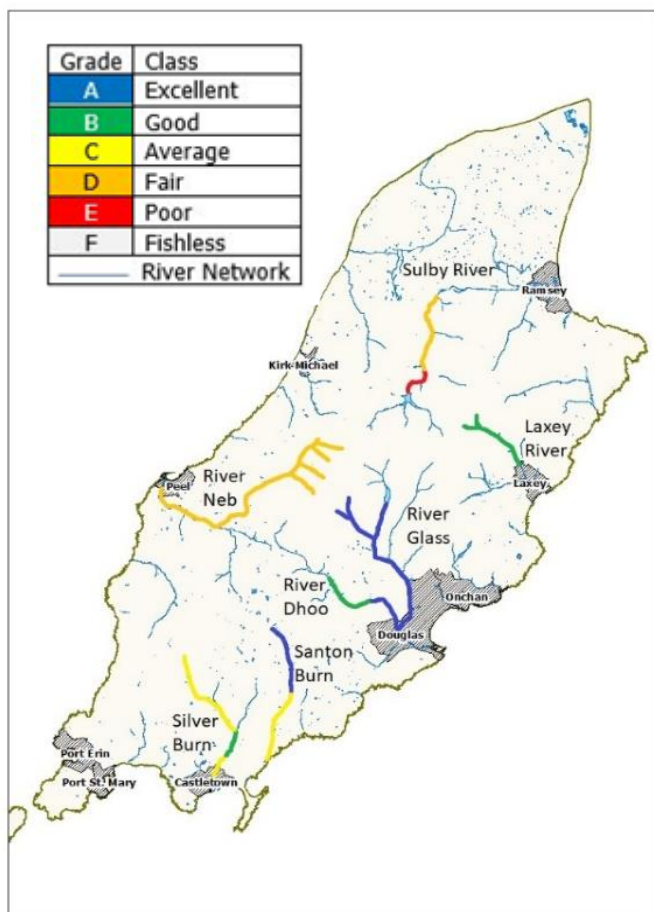 Grade Class
A Excellent
B Good
C Average
D Fair
E Poor
F Fishless
River Network
Sulby River
Ramsey
Kirk-Michael
Laxey
River
Laxey
River
Neb
Peel
River
Glass
River
Dhoo
Onchan
Douglas
Santon
Burn
Silver
Burn
Port Erin
Port St. Mary
Castletown